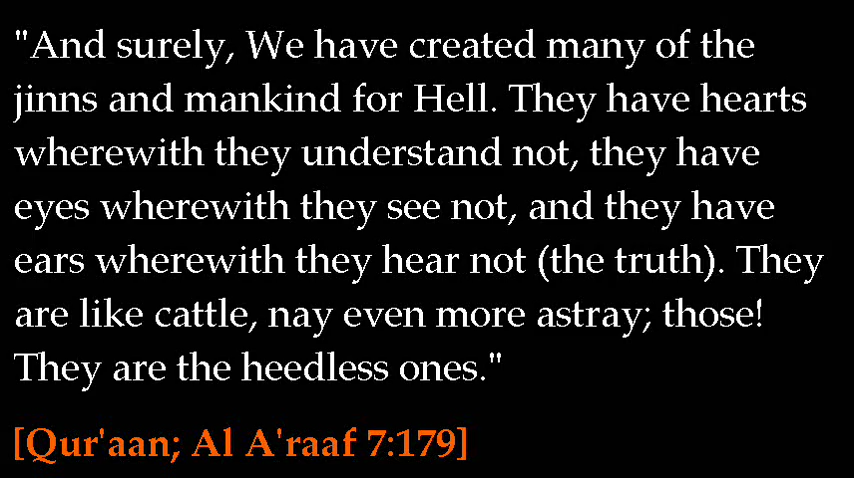 "And surely, We have created many of the
jinns and mankind for Hell. They have hearts
wherewith they understand not, they have
eyes wherewith they see not, and they have
ears wherewith they hear not (the truth). They
are like cattle, nay even more astray; those!
They are the heedless ones."
[Qur'aan; Al A'raaf 7:179]